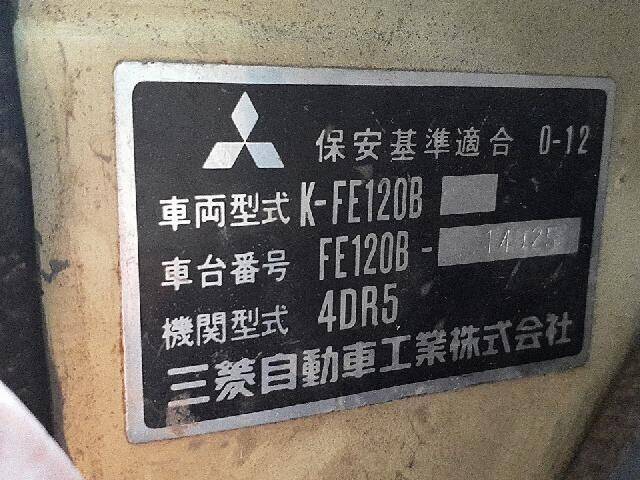 保安基準適合 0-12
車両型式 K-FE120B
車台番号 FE120B-
機関型式 4DR5
三菱自動車工業株式会社